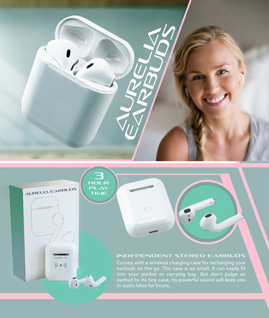 AURELIA
EARBUDS
AURELIA EARBUDS
3
HOUR
PLAY
TIME
INDEPENDENT STEREO EARBUDS
Comes with a wireless charging case for recharging your
earbuds on the go. The case is so small, it can easily fit
into your pocket or carrying bag. But don't judge an
earbud by its tiny case, its powerful sound will keep you
in audio bliss for hours.